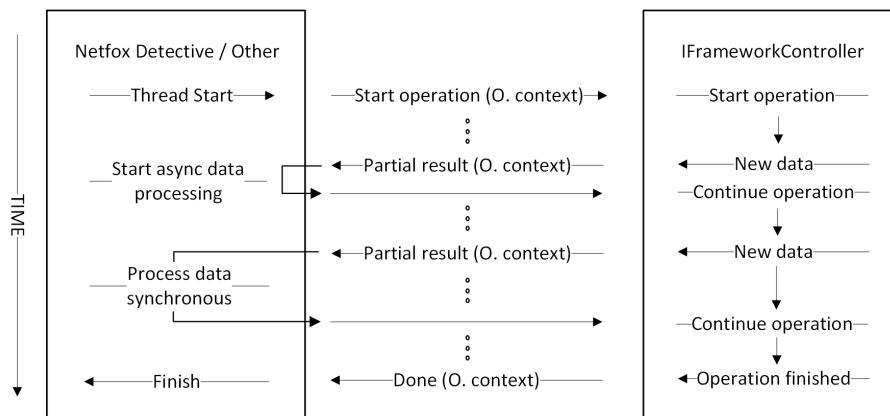 Netfox Detective / Other
IFrameworkController
Thread Start
Start operation (O. context)
Start operation
Partial result (O. context)
New data
Start async data
processing
Continue operation
TIME
Partial result (O. context)
New data
Process data
synchronous
Continue operation
Finish
Done (O. context)
Operation finished